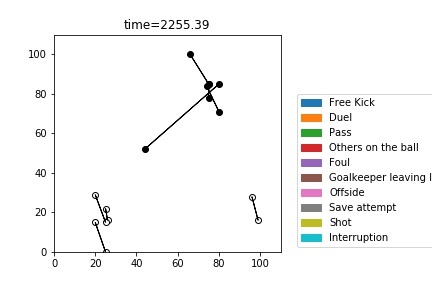 time=2255.39
100
80
60
40
20
0
0 20 40 60 80 100
Free Kick
Duel
Pass
Others on the ball
Foul
Goalkeeper leaving l
Offside
Save attempt
Shot
Interruption